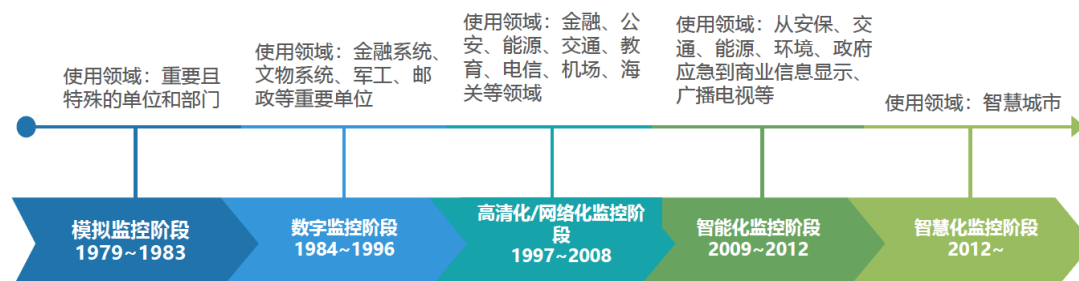 使用领域：重要且
特殊的单位和部门
使用领域：金融系统、
文物系统、军工、邮
政等重要单位
使用领域：金融、公
安、能源、交通、教
育、电信、机场、海
关等领域
使用领域：从安保、交
通、能源、环境、政府
应急到商业信息显示、
广播电视等
使用领域：智慧城市
模拟监控阶段
1979~1983
数字监控阶段
1984~1996
高清化/网络化监控阶
段
1997~2008
智能化监控阶段
2009~2012
智慧化监控阶段
2012~